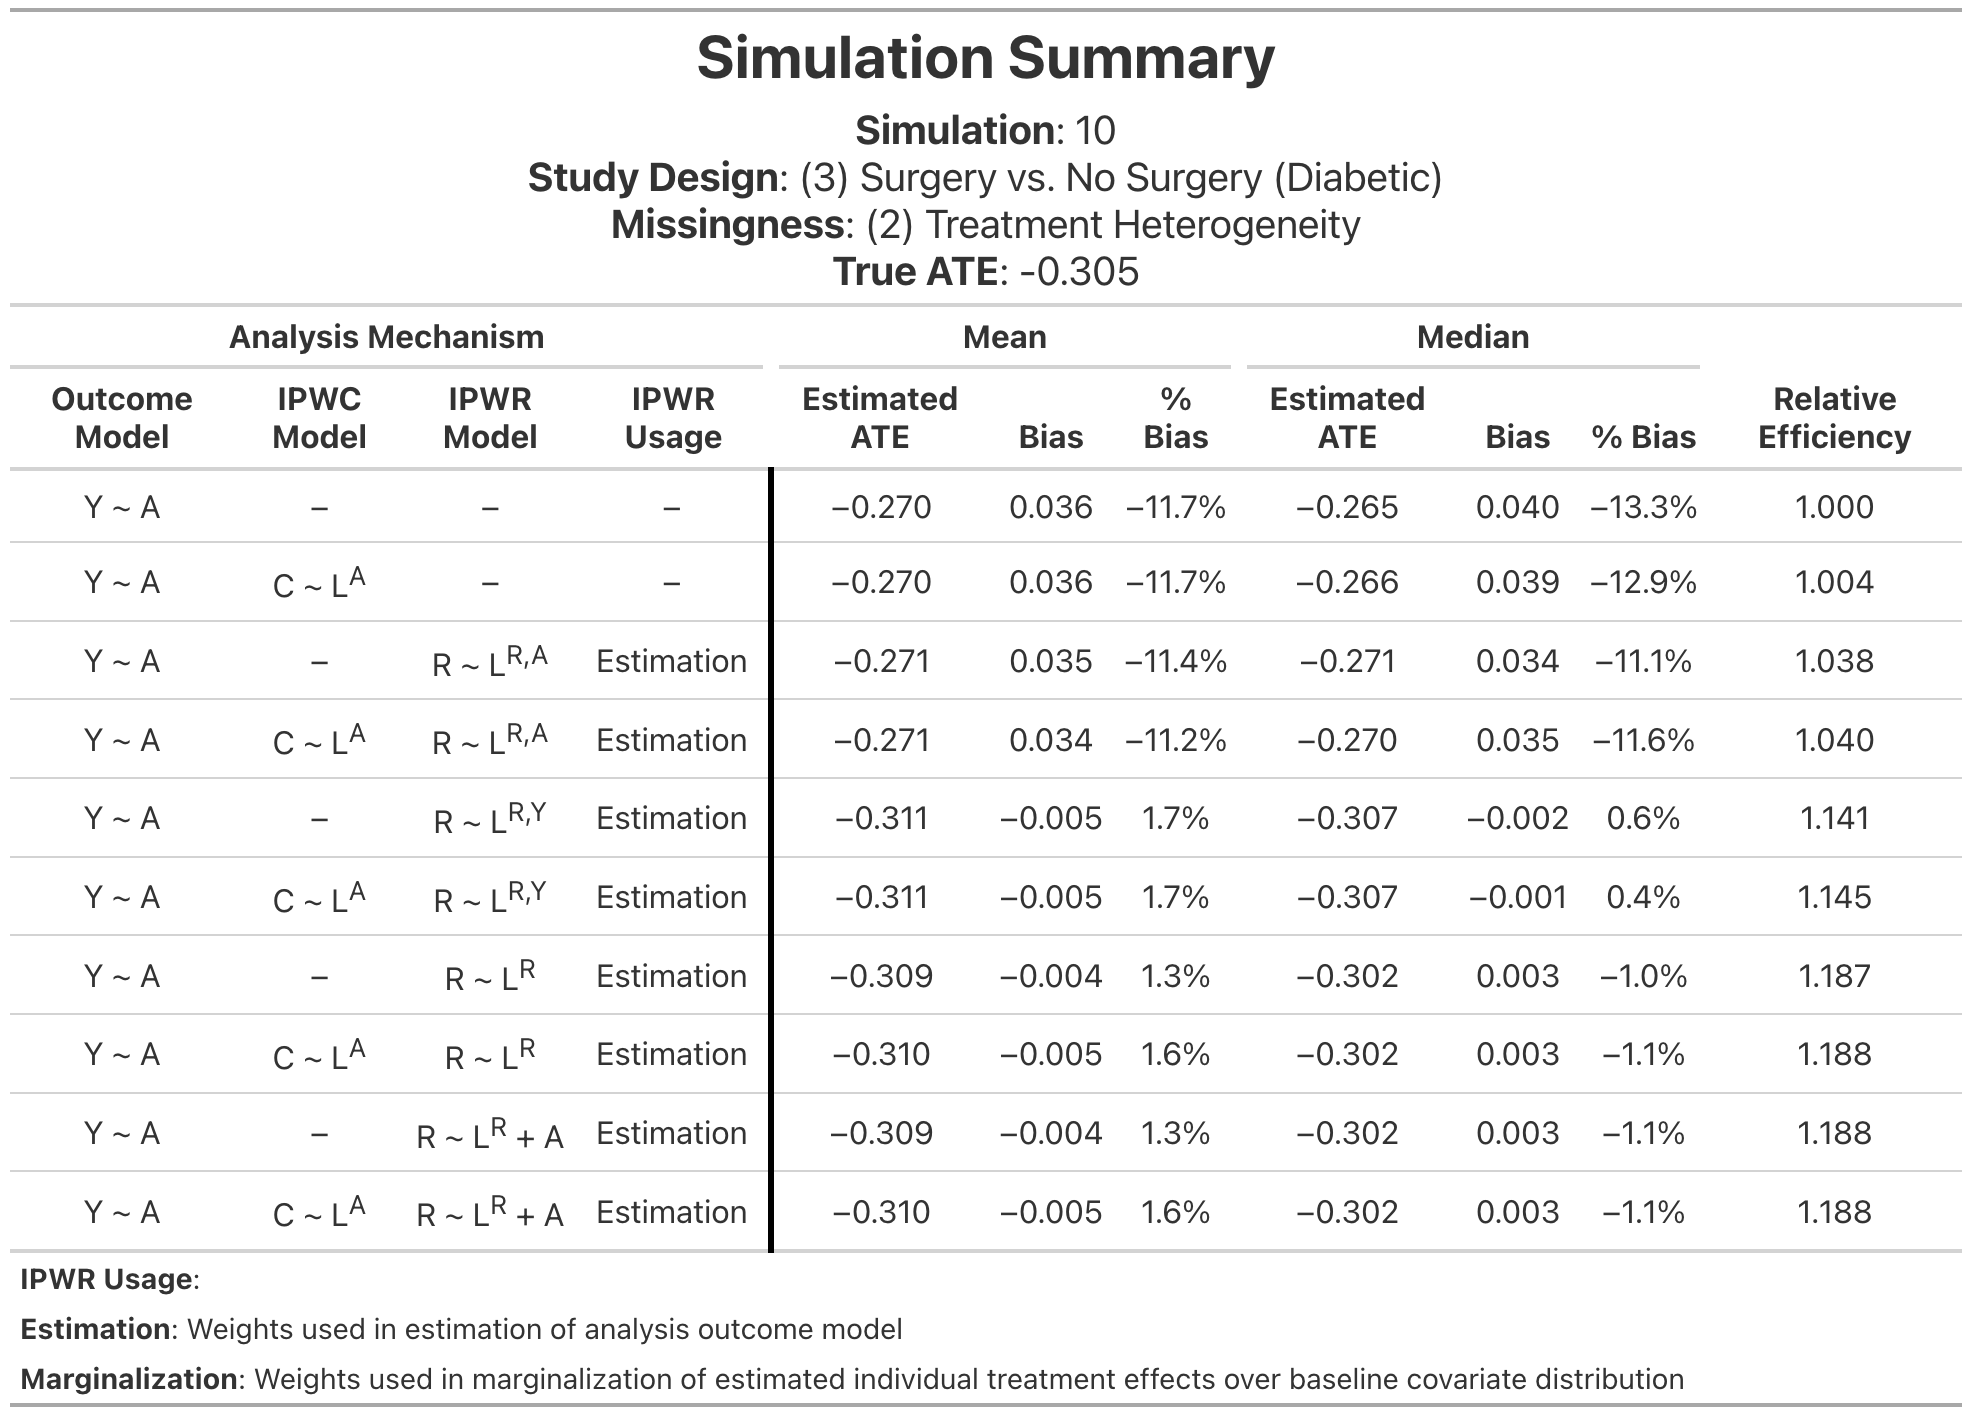 Simulation Summary
Simulation: 10
Study Design: (3) Surgery vs. No Surgery (Diabetic)
Missingness: (2) Treatment Heterogeneity
True ATE: -0.305
Analysis Mechanism Mean Median
Outcome Model IPWC Model IPWR Model IPWR Usage Estimated ATE Bias % Bias Estimated ATE Bias % Bias Relative Efficiency
Y ~ A – – – −0.270 0.036 −11.7% −0.265 0.040 −13.3% 1.000
Y ~ A C ~ L^A – – −0.270 0.036 −11.7% −0.266 0.039 −12.9% 1.004
Y ~ A – R ~ L^R,A Estimation −0.271 0.035 −11.4% −0.271 0.034 −11.1% 1.038
Y ~ A C ~ L^A R ~ L^R,A Estimation −0.271 0.034 −11.2% −0.270 0.035 −11.6% 1.040
Y ~ A – R ~ L^R,Y Estimation −0.311 −0.005 1.7% −0.307 −0.002 0.6% 1.141
Y ~ A C ~ L^A R ~ L^R,Y Estimation −0.311 −0.005 1.7% −0.307 −0.001 0.4% 1.145
Y ~ A – R ~ L^R Estimation −0.309 −0.004 1.3% −0.302 0.003 −1.0% 1.187
Y ~ A C ~ L^A R ~ L^R Estimation −0.310 −0.005 1.6% −0.302 0.003 −1.1% 1.188
Y ~ A – R ~ L^R + A Estimation −0.309 −0.004 1.3% −0.302 0.003 −1.1% 1.188
Y ~ A C ~ L^A R ~ L^R + A Estimation −0.310 −0.005 1.6% −0.302 0.003 −1.1% 1.188
IPWR Usage:
Estimation: Weights used in estimation of analysis outcome model
Marginalization: Weights used in marginalization of estimated individual treatment effects over baseline covariate distribution